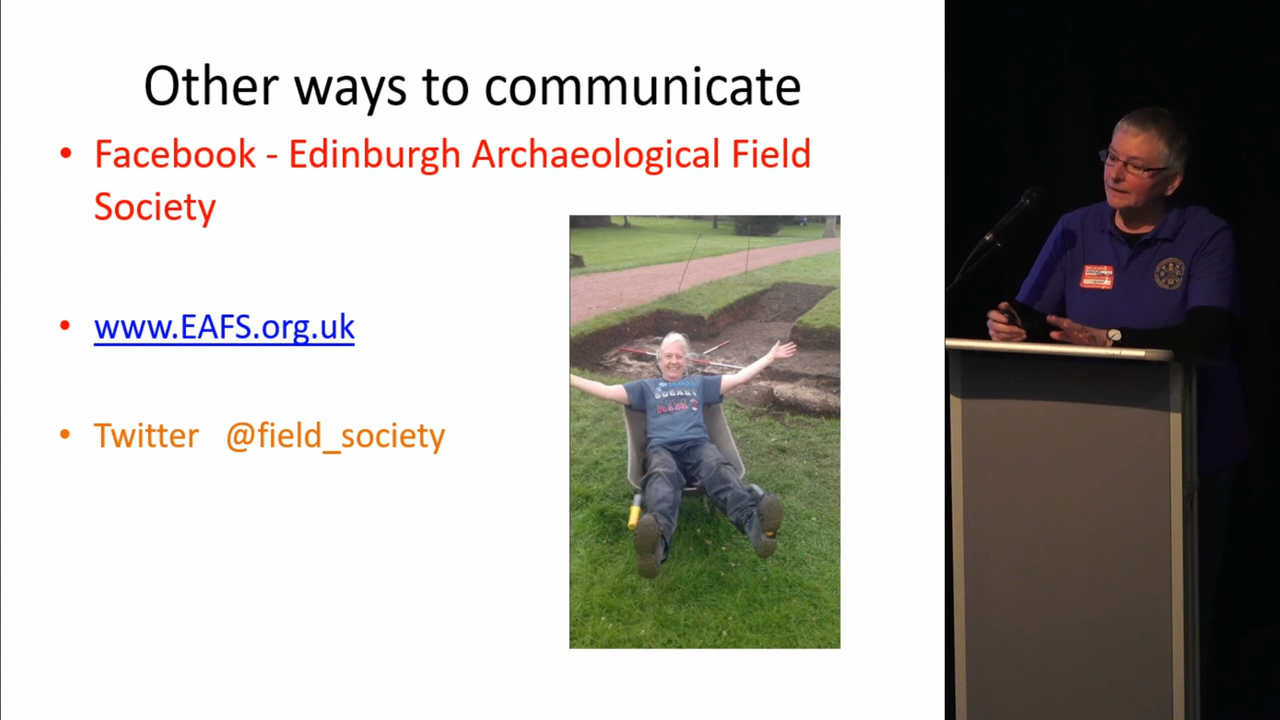 Other ways to communicate
• Facebook - Edinburgh Archaeological Field
Society
• www.EAFS.org.uk
• Twitter @field_society